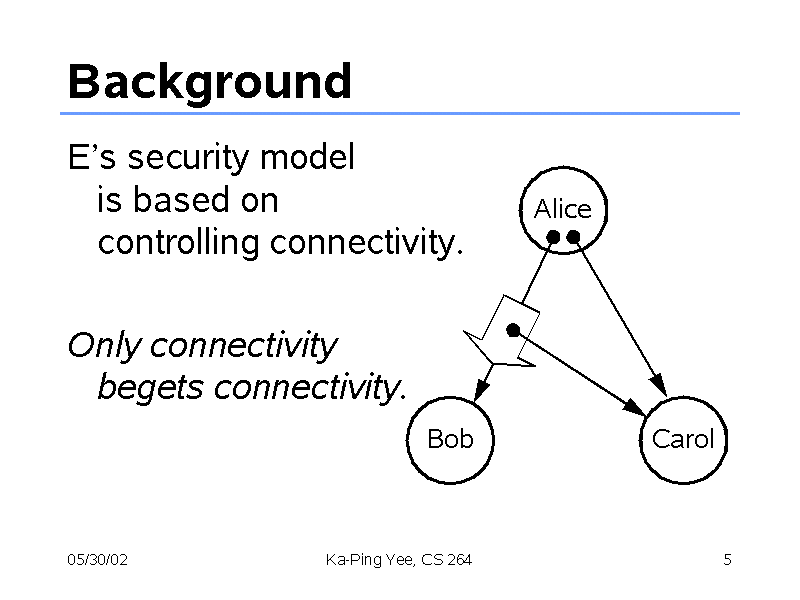 Background
E’s security model
is based on
controlling connectivity.
Only connectivity
begets connectivity.
Alice
Bob
Carol
05/30/02
Ka-Ping Yee, CS 264
5